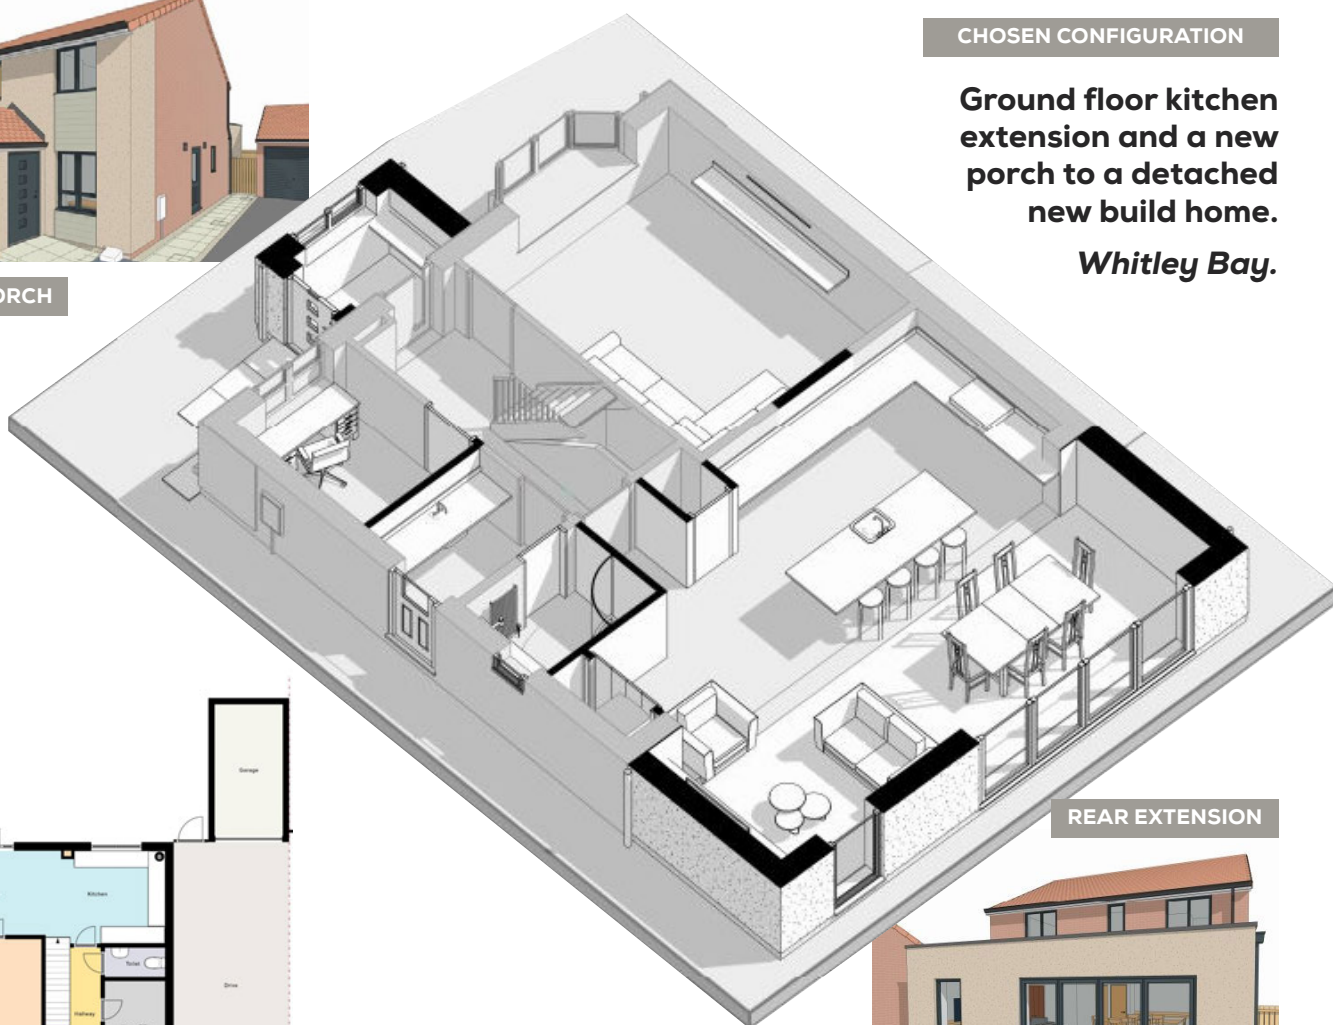 CHOSEN CONFIGURATION
Ground floor kitchen
extension and a new
porch to a detached
new build home.
Whitley Bay.
ORCH
REAR EXTENSION
Garage
Kitchen
Toilet
Hallway
Drive